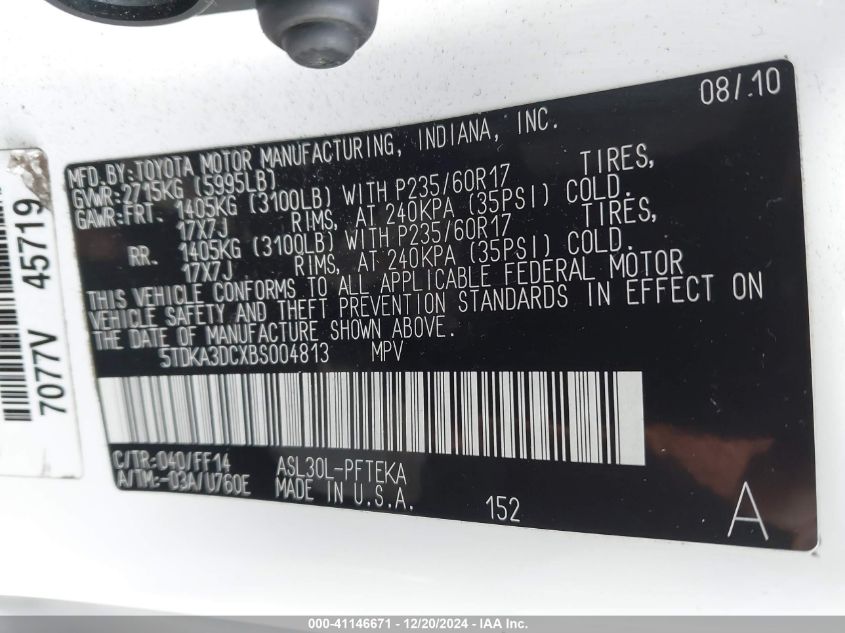 08/.10
MFD.BY:TOYOTA MOTOR MANUFACTURING, INDIANA, INC.
GVWR:2715KG (5995LB)
GAWR:FRT. 1405KG (3100LB) WITH P235/60R17 TIRES,
17X7J RIMS, AT 240KPA (35PSI) COLD.
RR. 1405KG (3100LB) WITH P235/60R17 TIRES,
17X7J RIMS, AT 240KPA (35PSI) COLD.
THIS VEHICLE CONFORMS TO ALL APPLICABLE FEDERAL MOTOR
VEHICLE SAFETY AND THEFT PREVENTION STANDARDS IN EFFECT ON
THE DATE OF MANUFACTURE SHOWN ABOVE.
5TDKA3DCXBS004813 MPV
C/TR:040/FF14 ASL30L-PFTEKA
A/TM:-03A/U760E MADE IN U.S.A.
152
A
7077V 45719
000-41146671 - 12/20/2024 - IAA Inc.